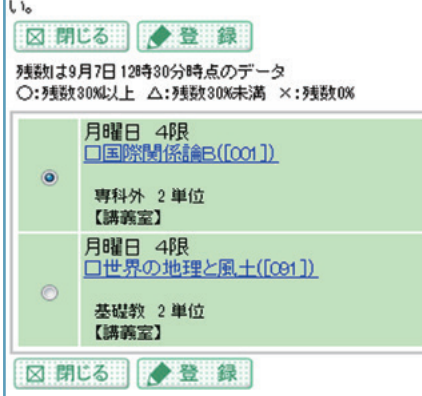 い。
閉じる 登 録
残数は9月7日12時30分時点のデータ
○:残数30%以上 △:残数30%未満 ×:残数0%
月曜日 4限
□国際関係論B([001])
専科外 2単位
【講義室】
月曜日 4限
□世界の地理と風土([091])
基礎教 2単位
【講義室】
閉じる 登 録